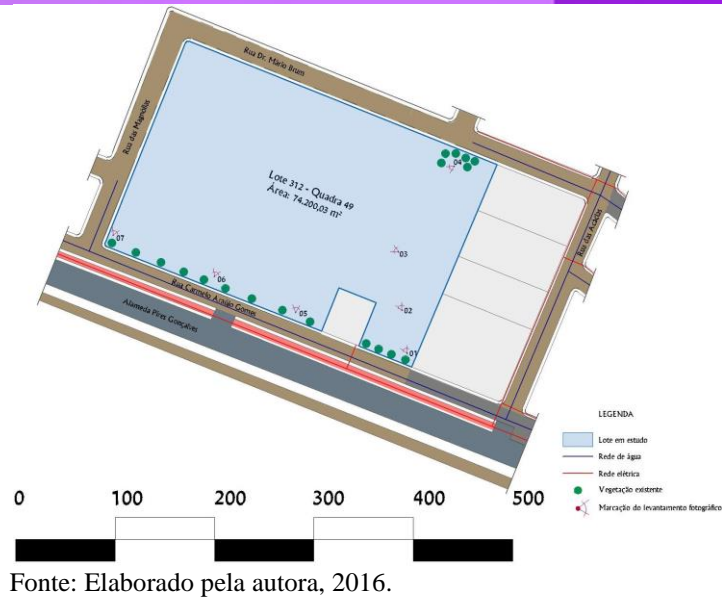 Rua Dr. Mário Brum
Rua das Magnólias
Lote 312 - Quadra 49
Área: 74.200,03 m²
04
Rua das Acácias
03
07
06
02
05
Rua Carmelo Araújo Gomes
01
Alameda Pires Gonçalves
LEGENDA
Lote em estudo
Rede de água
Rede elétrica
Vegetação existente
Marcação do levantamento fotográfico
0 100 200 300 400 500
Fonte: Elaborado pela autora, 2016.